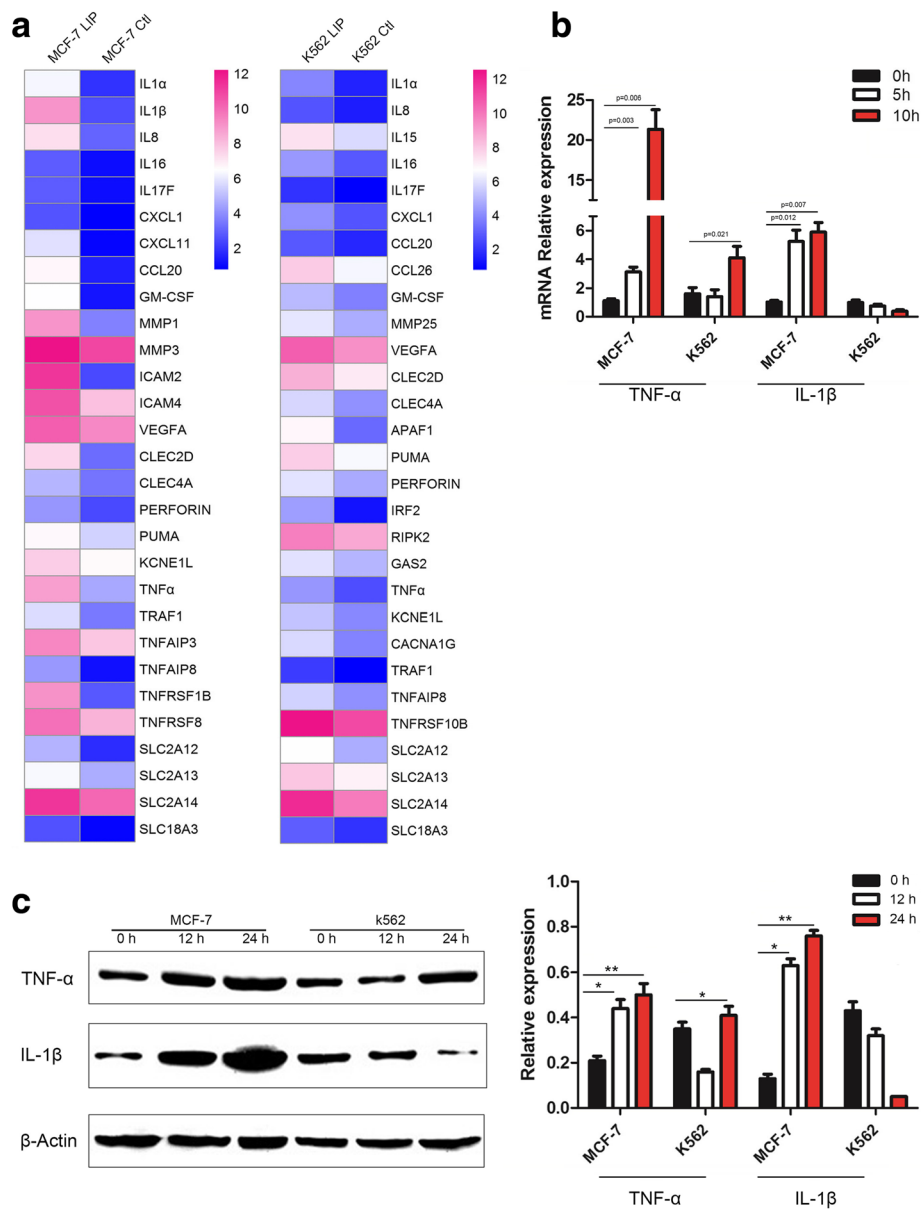 a
MCF-7 LIP
MCF-7 Ctl
IL1α
IL1β
IL8
IL16
IL17F
CXCL1
CXCL11
CCL20
GM-CSF
MMP1
MMP3
ICAM2
ICAM4
VEGFA
CLEC2D
CLEC4A
PERFORIN
PUMA
KCNE1L
TNFα
TRAF1
TNFAIP3
TNFAIP8
TNFRSF1B
TNFRSF8
SLC2A12
SLC2A13
SLC2A14
SLC18A3
12
10
8
6
4
2
K562 LIP
K562 Ctl
IL1α
IL8
IL15
IL16
IL17F
CXCL1
CCL20
CCL26
GM-CSF
MMP25
VEGFA
CLEC2D
CLEC4A
APAF1
PUMA
PERFORIN
IRF2
RIPK2
GAS2
TNFα
KCNE1L
CACNA1G
TRAF1
TNFAIP8
TNFRSF10B
SLC2A12
SLC2A13
SLC2A14
SLC18A3
12
10
8
6
4
2
b
mRNA Relative expression
25
20
15
10
6
4
2
0
p=0.006
p=0.003
p=0.021
p=0.007
p=0.012
0h
5h
10h
MCF-7
K562
MCF-7
K562
TNF-α
IL-1β
c
MCF-7
k562
0 h
12 h
24 h
0 h
12 h
24 h
TNF-α
IL-1β
β-Actin
Relative expression
1.0
0.8
0.6
0.4
0.2
0.0
**
*
*
**
*
0 h
12 h
24 h
MCF-7
K562
MCF-7
K562
TNF-α
IL-1β